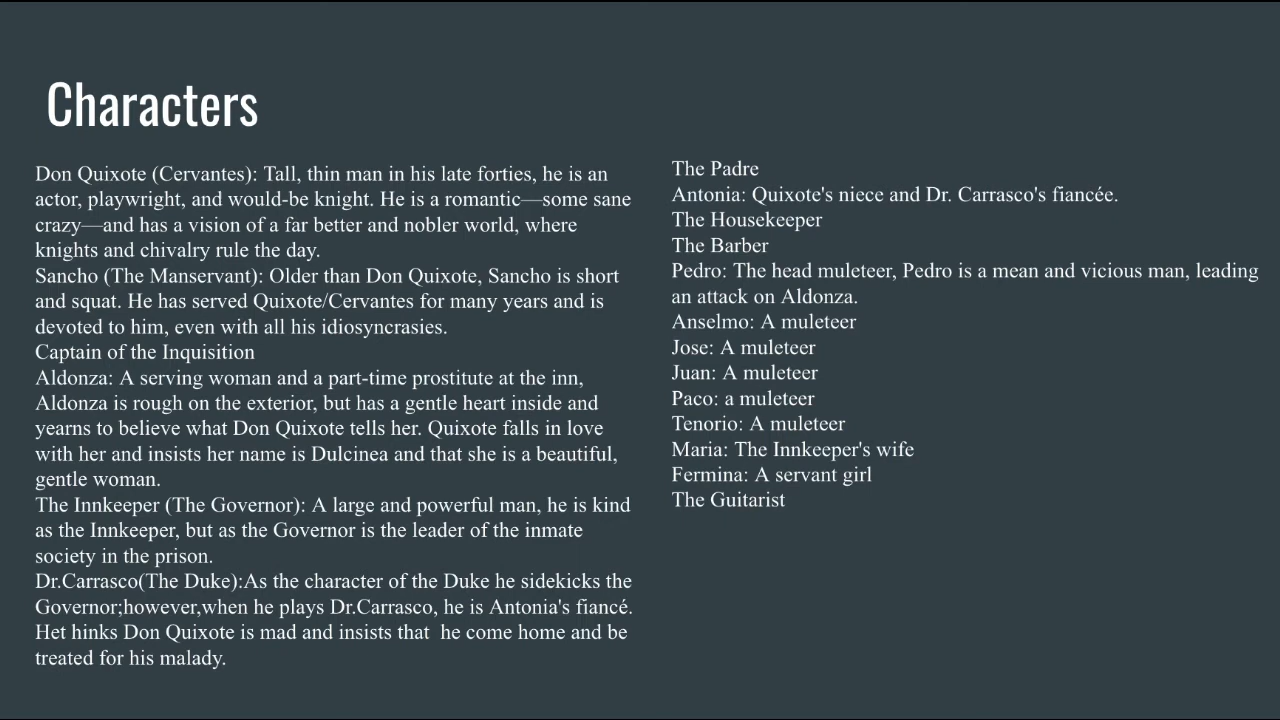 Characters
Don Quixote (Cervantes): Tall, thin man in his late forties, he is an
actor, playwright, and would-be knight. He is a romantic—some sane
crazy—and has a vision of a far better and nobler world, where
knights and chivalry rule the day.
Sancho (The Manservant): Older than Don Quixote, Sancho is short
and squat. He has served Quixote/Cervantes for many years and is
devoted to him, even with all his idiosyncrasies.
Captain of the Inquisition
Aldonza: A serving woman and a part-time prostitute at the inn,
Aldonza is rough on the exterior, but has a gentle heart inside and
yearns to believe what Don Quixote tells her. Quixote falls in love
with her and insists her name is Dulcinea and that she is a beautiful,
gentle woman.
The Innkeeper (The Governor): A large and powerful man, he is kind
as the Innkeeper, but as the Governor is the leader of the inmate
society in the prison.
Dr.Carrasco(The Duke):As the character of the Duke he sidekicks the
Governor;however,when he plays Dr.Carrasco, he is Antonia's fiancé.
Het hinks Don Quixote is mad and insists that  he come home and be
treated for his malady.
The Padre
Antonia: Quixote's niece and Dr. Carrasco's fiancée.
The Housekeeper
The Barber
Pedro: The head muleteer, Pedro is a mean and vicious man, leading
an attack on Aldonza.
Anselmo: A muleteer
Jose: A muleteer
Juan: A muleteer
Paco: a muleteer
Tenorio: A muleteer
Maria: The Innkeeper's wife
Fermina: A servant girl
The Guitarist